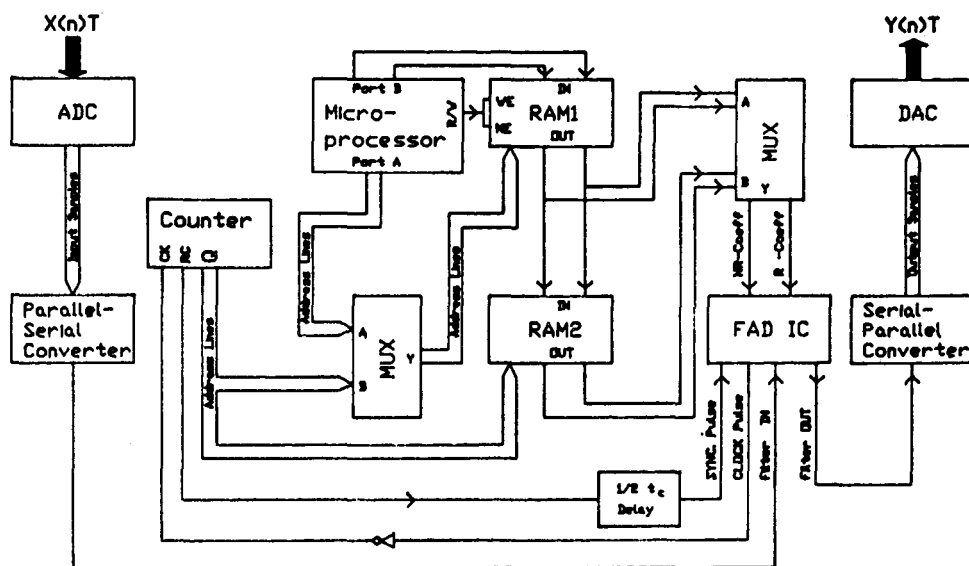 X(n)T
Y(n)T
ADC
Input Samples
Parallel-
Serial
Converter
Counter
CK
RC
Q
Address Lines
Port B
Micro-
processor
R/W
Port A
Address Lines
A
B
MUX
Y
Address Lines
IN
WE
ME
RAM1
OUT
IN
RAM2
OUT
A
B
Y
MUX
NR-Coeff
R -Coeff
FAD IC
SYNC. Pulse
CLOCK Pulse
Filter IN
Filter OUT
1/2 tc
Delay
DAC
Output Samples
Serial-
Parallel
Converter